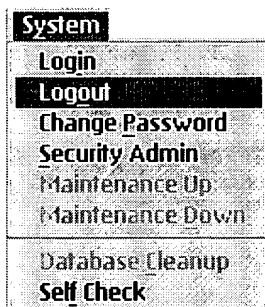 System
Login
Logout
Change Password
Security Admin
Maintenance Up
Maintenance Down
Database Cleanup
Self Check